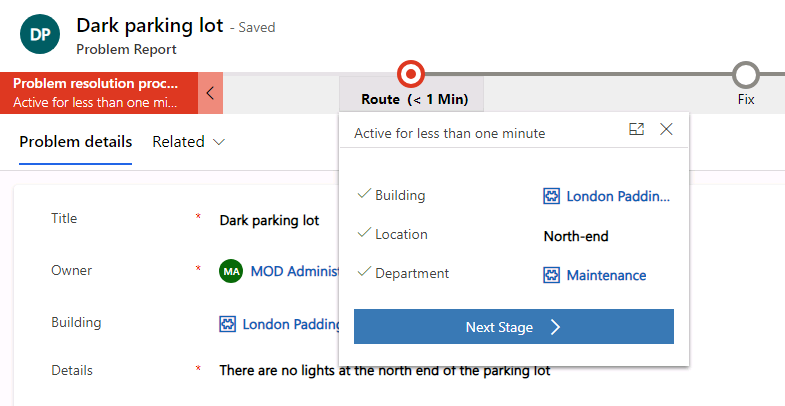 DP
Dark parking lot - Saved
Problem Report
Problem resolution proc...
Active for less than one mi...
Route (< 1 Min)
Fix
Problem details
Related
Active for less than one minute
Building London Paddin...
Location North-end
Department Maintenance
Next Stage
Title * Dark parking lot
Owner * MA MOD Administ
Building London Padding
Details * There are no lights at the north end of the parking lot